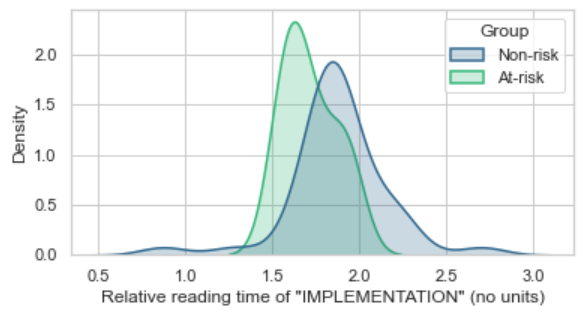 Group
Non-risk
At-risk
Density
2.0
1.5
1.0
0.5
0.0
0.5 1.0 1.5 2.0 2.5 3.0
Relative reading time of "IMPLEMENTATION" (no units)